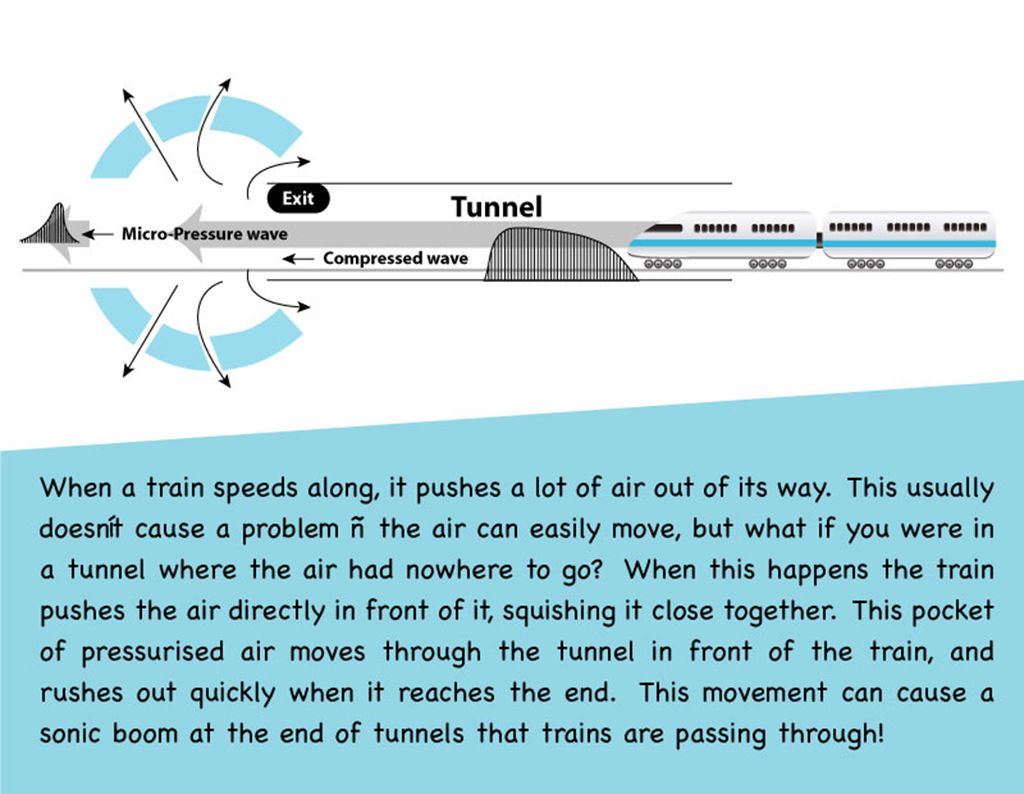 Exit
Tunnel
Micro-Pressure wave
Compressed wave
When a train speeds along, it pushes a lot of air out of its way. This usually
doesnít cause a problem ñ the air can easily move, but what if you were in
a tunnel where the air had nowhere to go? When this happens the train
pushes the air directly in front of it, squishing it close together. This pocket
of pressurised air moves through the tunnel in front of the train, and
rushes out quickly when it reaches the end. This movement can cause a
sonic boom at the end of tunnels that trains are passing through!